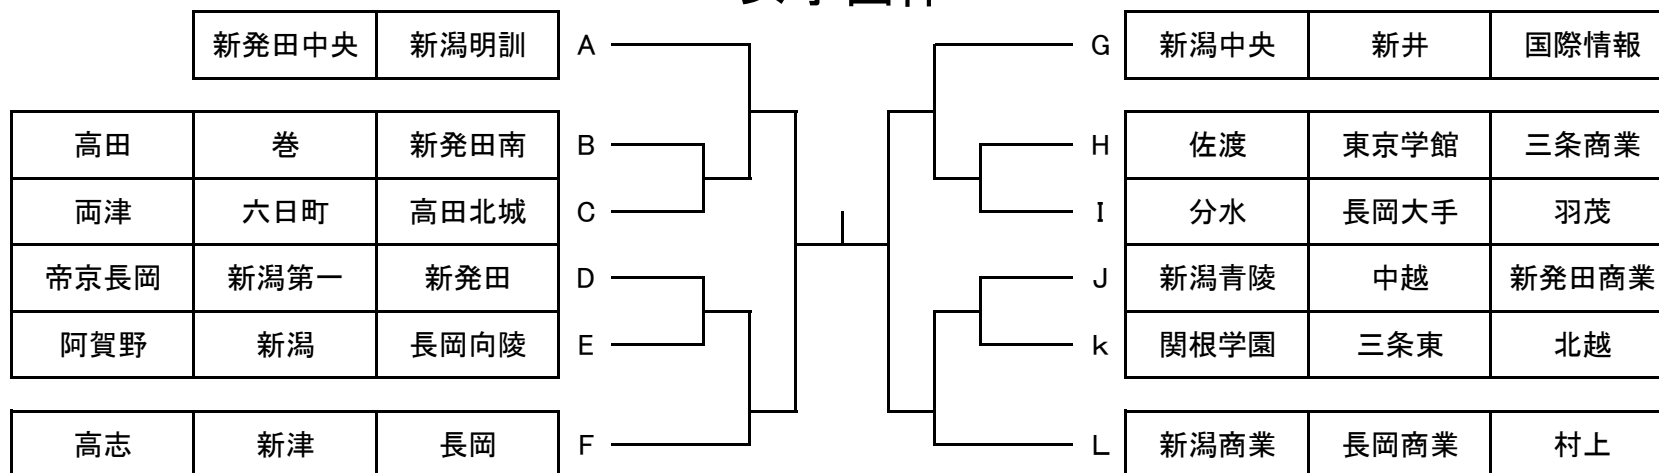 新発田中央 新潟明訓 A G 新潟中央 新井 国際情報
高田 巻 新発田南 B H 佐渡 東京学館 三条商業
両津 六日町 高田北城 C I 分水 長岡大手 羽茂
帝京長岡 新潟第一 新発田 D J 新潟青陵 中越 新発田商業
阿賀野 新潟 長岡向陵 E k 関根学園 三条東 北越
高志 新津 長岡 F L 新潟商業 長岡商業 村上